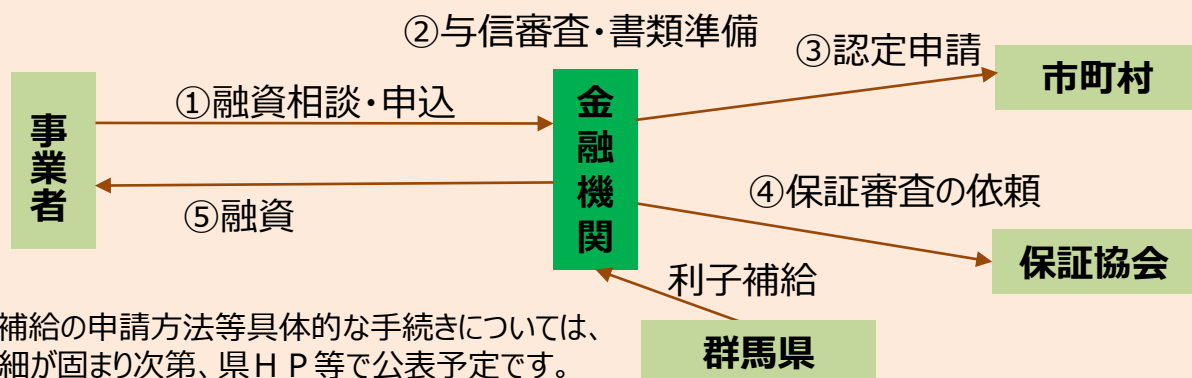 ②与信審査・書類準備
③認定申請
市町村
①融資相談・申込
金融機関
事業者
④保証審査の依頼
⑤融資
保証協会
利子補給
補給の申請方法等具体的な手続きについては、
細が固まり次第、県ＨＰ等で公表予定です。
群馬県